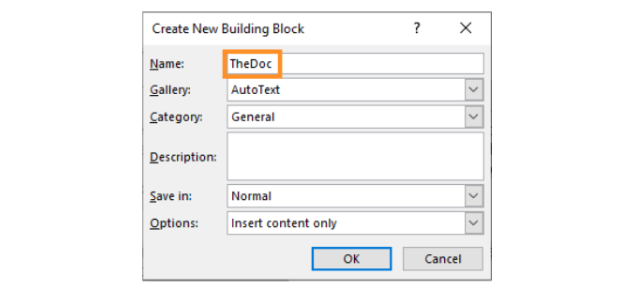 Create New Building Block ? ×
Name: TheDoc
Gallery: AutoText
Category: General
Description:
Save in: Normal
Options: Insert content only
OK Cancel